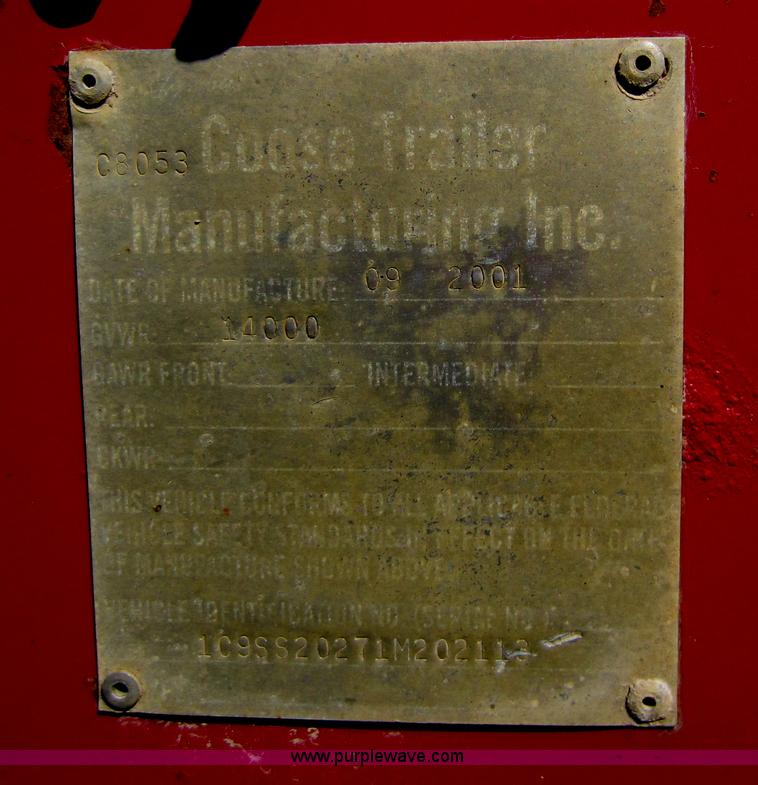 C8053 Coose Trailer
Manufacturing Inc.
DATE OF MANUFACTURE: 09 2001
GVWR 14000
GAWR FRONT INTERMEDIATE
REAR.
GKWR
THIS VEHICLE CONFORMS TO ALL APPLICABLE FEDERAL
VEHICLE SAFETY STANDARDS IN EFFECT ON THE DATE
OF MANUFACTURE SHOWN ABOVE.
VEHICLE IDENTIFICATION NO. (SERIAL NO.)
1C9SS20271M202113
www.purplewave.com